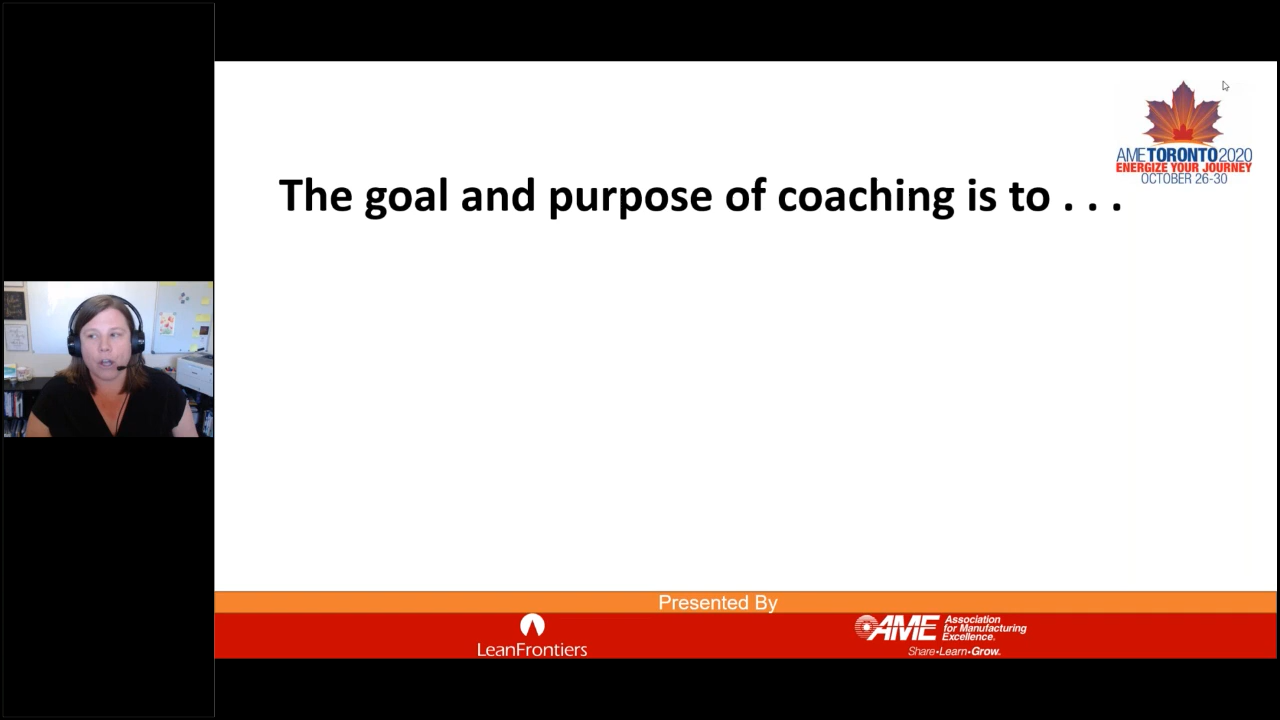 The goal and purpose of coaching is to . . .
AMETORONTO2020
ENERGIZE YOUR JOURNEY
OCTOBER 26-30
Presented By
LeanFrontiers
AME Association
for Manufacturing
Excellence.
Share•Learn•Grow.